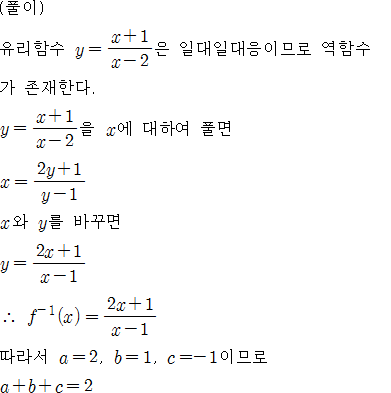 (풀이)
유리함수 y = \frac{x+1}{x-2}은 일대일대응이므로 역함수
가 존재한다.
y = \frac{x+1}{x-2}을 x에 대하여 풀면
x = \frac{2y+1}{y-1}
x와 y를 바꾸면
y = \frac{2x+1}{x-1}
∴ f^{-1}(x) = \frac{2x+1}{x-1}
따라서 a=2, b=1, c=-1이므로
a+b+c=2